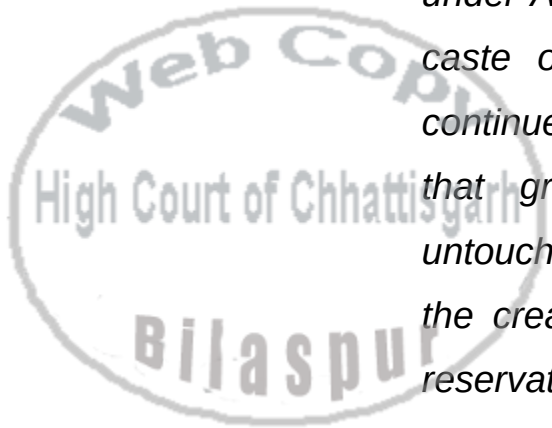 Web Copy
High Court of Chhattisgarh
Bilaspur
under A
caste o
continue
that gr
untouch
the crea
reservat